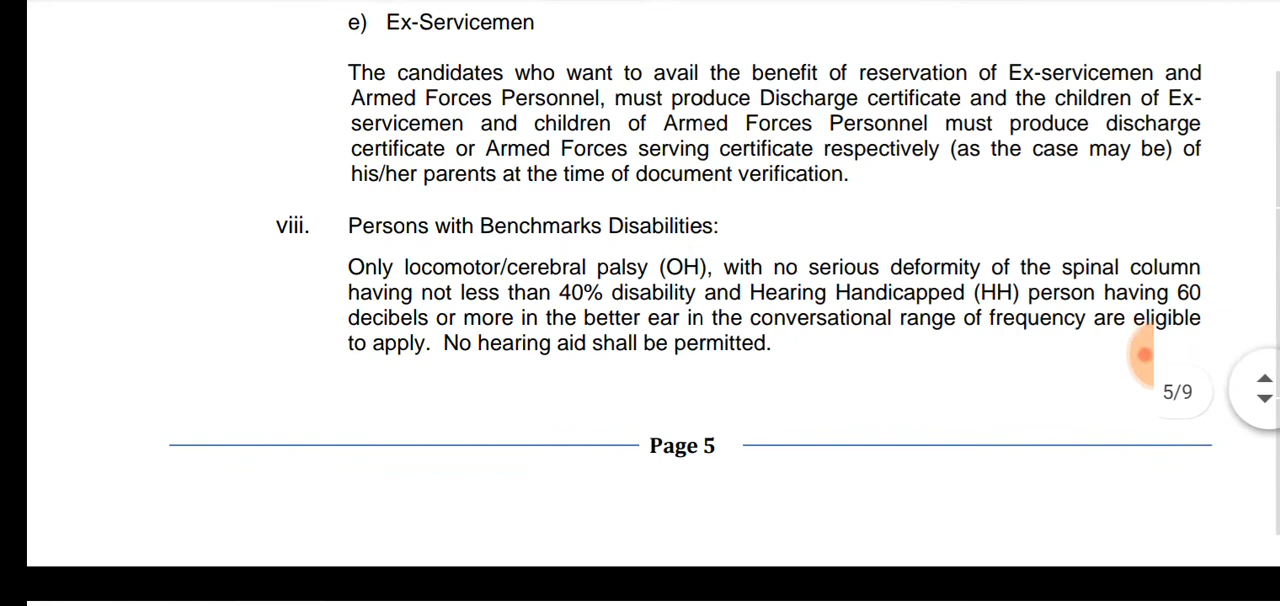 e) Ex-Servicemen
The candidates who want to avail the benefit of reservation of Ex-servicemen and
Armed Forces Personnel, must produce Discharge certificate and the children of Ex-
servicemen and children of Armed Forces Personnel must produce discharge
certificate or Armed Forces serving certificate respectively (as the case may be) of
his/her parents at the time of document verification.
viii. Persons with Benchmarks Disabilities:
Only locomotor/cerebral palsy (OH), with no serious deformity of the spinal column
having not less than 40% disability and Hearing Handicapped (HH) person having 60
decibels or more in the better ear in the conversational range of frequency are eligible
to apply. No hearing aid shall be permitted.
5/9
Page 5